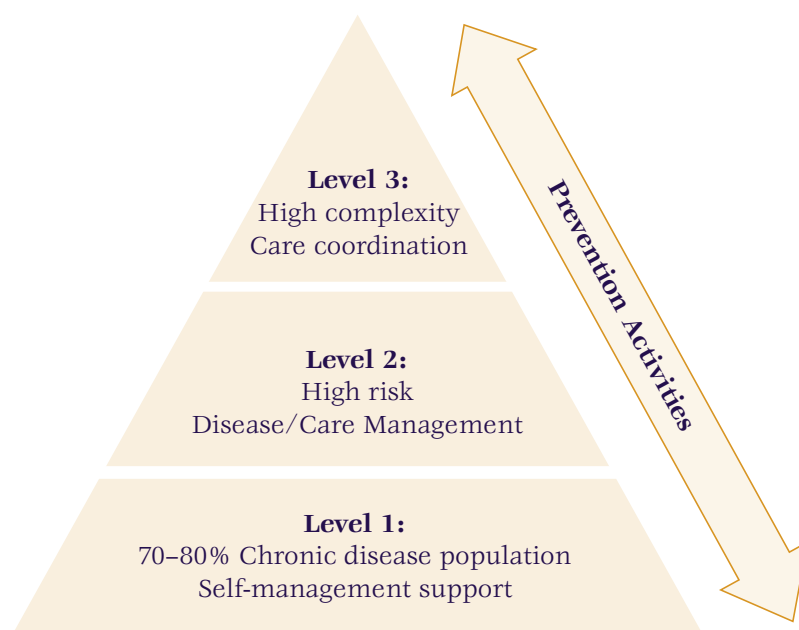 Level 3:
High complexity
Care coordination
Prevention Activities
Level 2:
High risk
Disease/Care Management
Level 1:
70–80% Chronic disease population
Self-management support